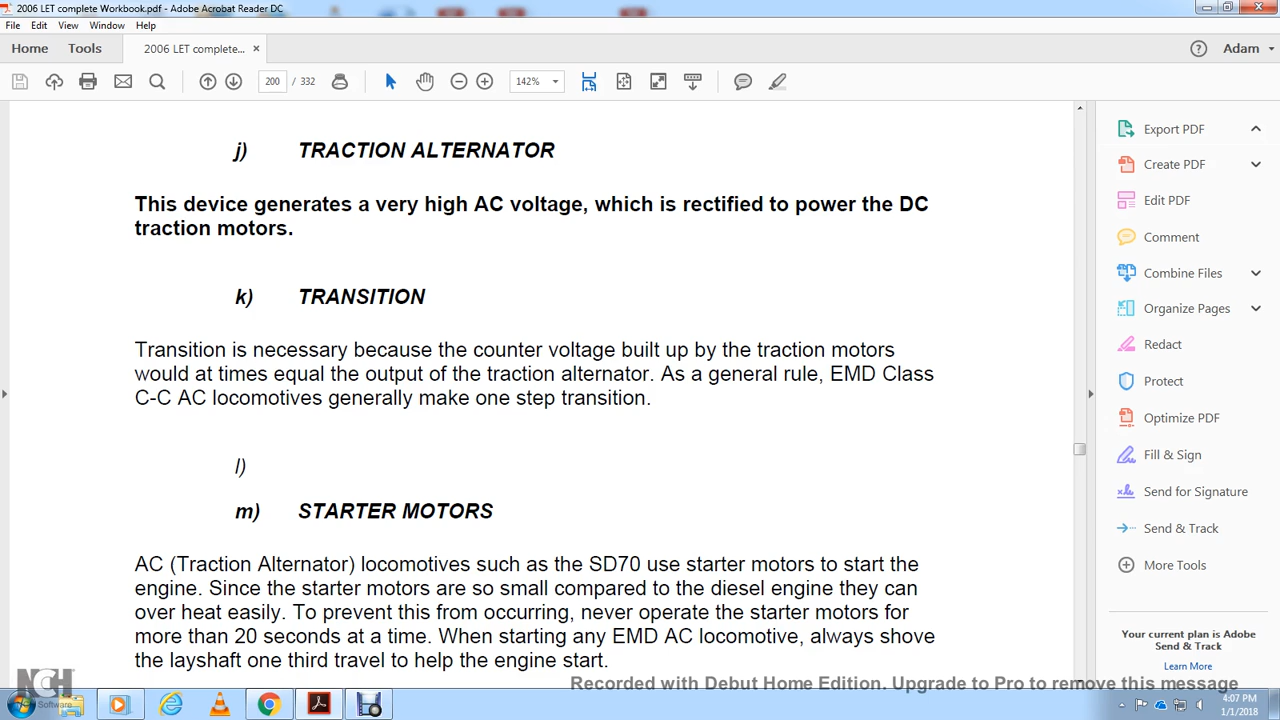 2006 LET complete Workbook.pdf - Adobe Acrobat Reader DC
File Edit View Window Help
Home Tools 2006 LET complete... × Adam
200 / 332 142%
j) TRACTION ALTERNATOR
This device generates a very high AC voltage, which is rectified to power the DC
traction motors.
k) TRANSITION
Transition is necessary because the counter voltage built up by the traction motors
would at times equal the output of the traction alternator. As a general rule, EMD Class
C-C AC locomotives generally make one step transition.
l)
m) STARTER MOTORS
AC (Traction Alternator) locomotives such as the SD70 use starter motors to start the
engine. Since the starter motors are so small compared to the diesel engine they can
over heat easily. To prevent this from occurring, never operate the starter motors for
more than 20 seconds at a time. When starting any EMD AC locomotive, always shove
the layshaft one third travel to help the engine start.
Export PDF
Create PDF
Edit PDF
Comment
Combine Files
Organize Pages
Redact
Protect
Optimize PDF
Fill & Sign
Send for Signature
Send & Track
More Tools
Your current plan is Adobe
Send & Track
Learn More
NCH
Software
Recorded with Debut Home Edition. Upgrade to Pro to remove this message
4:07 PM
1/1/2018